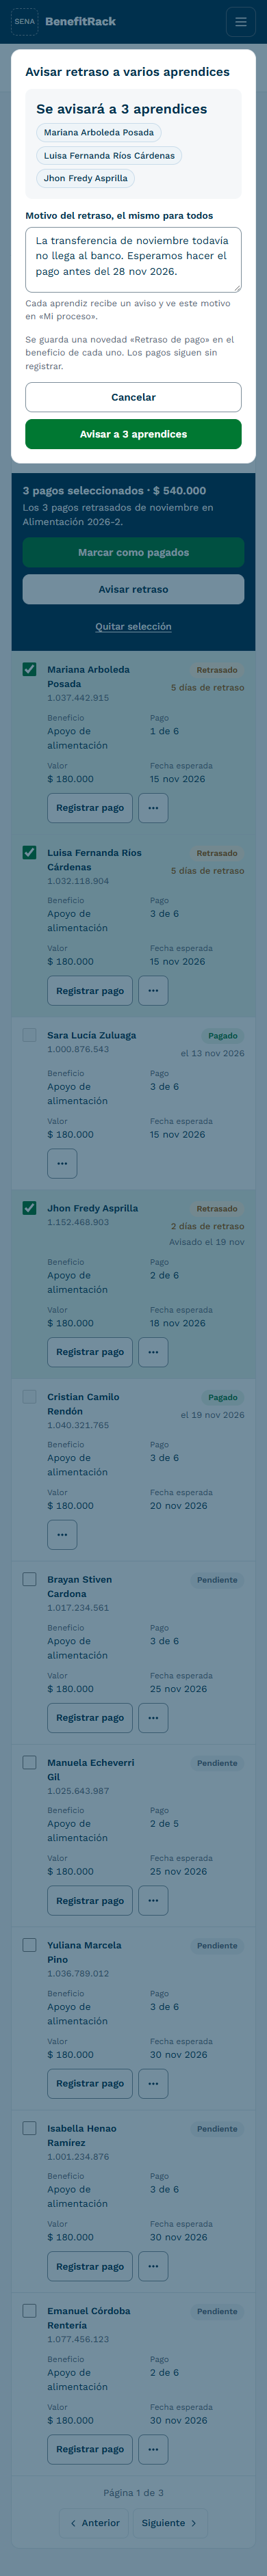 SENA
BenefitRack
Avisar retraso a varios aprendices
Se avisará a 3 aprendices
Mariana Arboleda Posada
Luisa Fernanda Ríos Cárdenas
Jhon Fredy Asprilla
Motivo del retraso, el mismo para todos
La transferencia de noviembre todavía
no llega al banco. Esperamos hacer el
pago antes del 28 nov 2026.
Cada aprendiz recibe un aviso y ve este motivo
en «Mi proceso».
Se guarda una novedad «Retraso de pago» en el
beneficio de cada uno. Los pagos siguen sin
registrar.
Cancelar
Avisar a 3 aprendices
3 pagos seleccionados · $ 540.000
Los 3 pagos retrasados de noviembre en
Alimentación 2026-2.
Marcar como pagados
Avisar retraso
Quitar selección
Mariana Arboleda
Posada
1.037.442.915
Retrasado
5 días de retraso
Beneficio
Apoyo de
alimentación
Pago
1 de 6
Valor
$ 180.000
Fecha esperada
15 nov 2026
Registrar pago
Luisa Fernanda Ríos
Cárdenas
1.032.118.904
Retrasado
5 días de retraso
Beneficio
Apoyo de
alimentación
Pago
3 de 6
Valor
$ 180.000
Fecha esperada
15 nov 2026
Registrar pago
Sara Lucía Zuluaga
1.000.876.543
Pagado
el 13 nov 2026
Beneficio
Apoyo de
alimentación
Pago
3 de 6
Valor
$ 180.000
Fecha esperada
15 nov 2026
Jhon Fredy Asprilla
1.152.468.903
Retrasado
2 días de retraso
Avisado el 19 nov
Beneficio
Apoyo de
alimentación
Pago
2 de 6
Valor
$ 180.000
Fecha esperada
18 nov 2026
Registrar pago
Cristian Camilo
Rendón
1.040.321.765
Pagado
el 19 nov 2026
Beneficio
Apoyo de
alimentación
Pago
3 de 6
Valor
$ 180.000
Fecha esperada
20 nov 2026
Brayan Stiven
Cardona
1.017.234.561
Pendiente
Beneficio
Apoyo de
alimentación
Pago
3 de 6
Valor
$ 180.000
Fecha esperada
25 nov 2026
Registrar pago
Manuela Echeverri
Gil
1.025.643.987
Pendiente
Beneficio
Apoyo de
alimentación
Pago
2 de 5
Valor
$ 180.000
Fecha esperada
25 nov 2026
Registrar pago
Yuliana Marcela
Pino
1.036.789.012
Pendiente
Beneficio
Apoyo de
alimentación
Pago
3 de 6
Valor
$ 180.000
Fecha esperada
30 nov 2026
Registrar pago
Isabella Henao
Ramírez
1.001.234.876
Pendiente
Beneficio
Apoyo de
alimentación
Pago
3 de 6
Valor
$ 180.000
Fecha esperada
30 nov 2026
Registrar pago
Emanuel Córdoba
Rentería
1.077.456.123
Pendiente
Beneficio
Apoyo de
alimentación
Pago
2 de 6
Valor
$ 180.000
Fecha esperada
30 nov 2026
Registrar pago
Página 1 de 3
Anterior
Siguiente